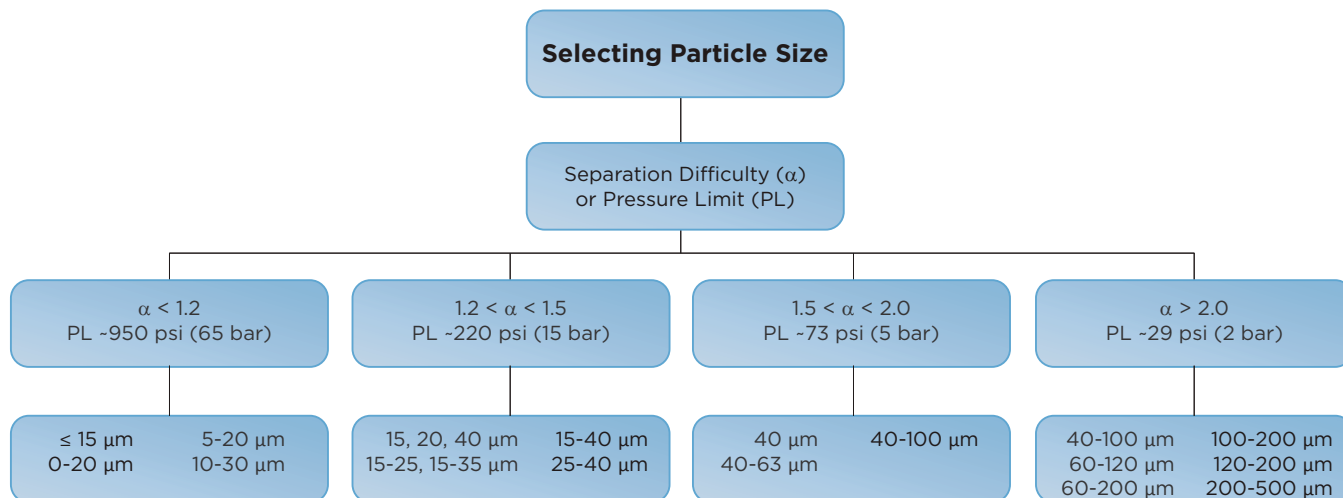 Selecting Particle Size
Separation Difficulty (α)
or Pressure Limit (PL)
α < 1.2
PL ~950 psi (65 bar)
1.2 < α < 1.5
PL ~220 psi (15 bar)
1.5 < α < 2.0
PL ~73 psi (5 bar)
α > 2.0
PL ~29 psi (2 bar)
≤ 15 µm 5-20 µm
0-20 µm 10-30 µm
15, 20, 40 µm 15-40 µm
15-25, 15-35 µm 25-40 µm
40 µm 40-100 µm
40-63 µm
40-100 µm 100-200 µm
60-120 µm 120-200 µm
60-200 µm 200-500 µm